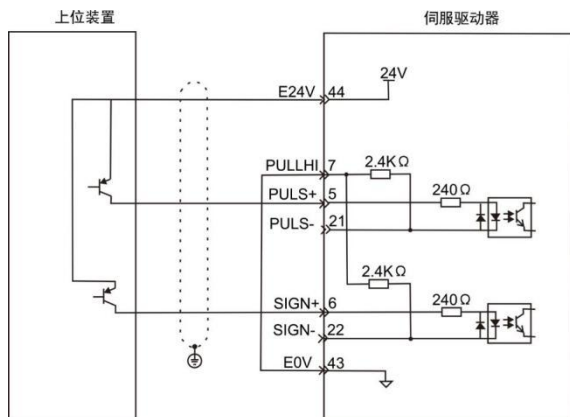 上位装置
伺服驱动器
24V
E24V 44
PULLHI 7
2.4KΩ
PULS+ 5
240Ω
PULS- 21
2.4KΩ
SIGN+ 6
240Ω
SIGN- 22
E0V 43